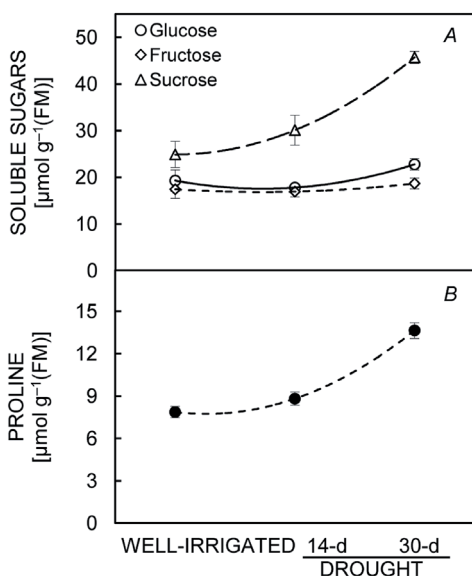 50
40
30
20
10
0
SOLUBLE SUGARS
[µmol g⁻¹(FM)]
Glucose
Fructose
Sucrose
A
15
12
9
6
3
0
PROLINE
[µmol g⁻¹(FM)]
B
WELL-IRRIGATED 14-d 30-d
DROUGHT